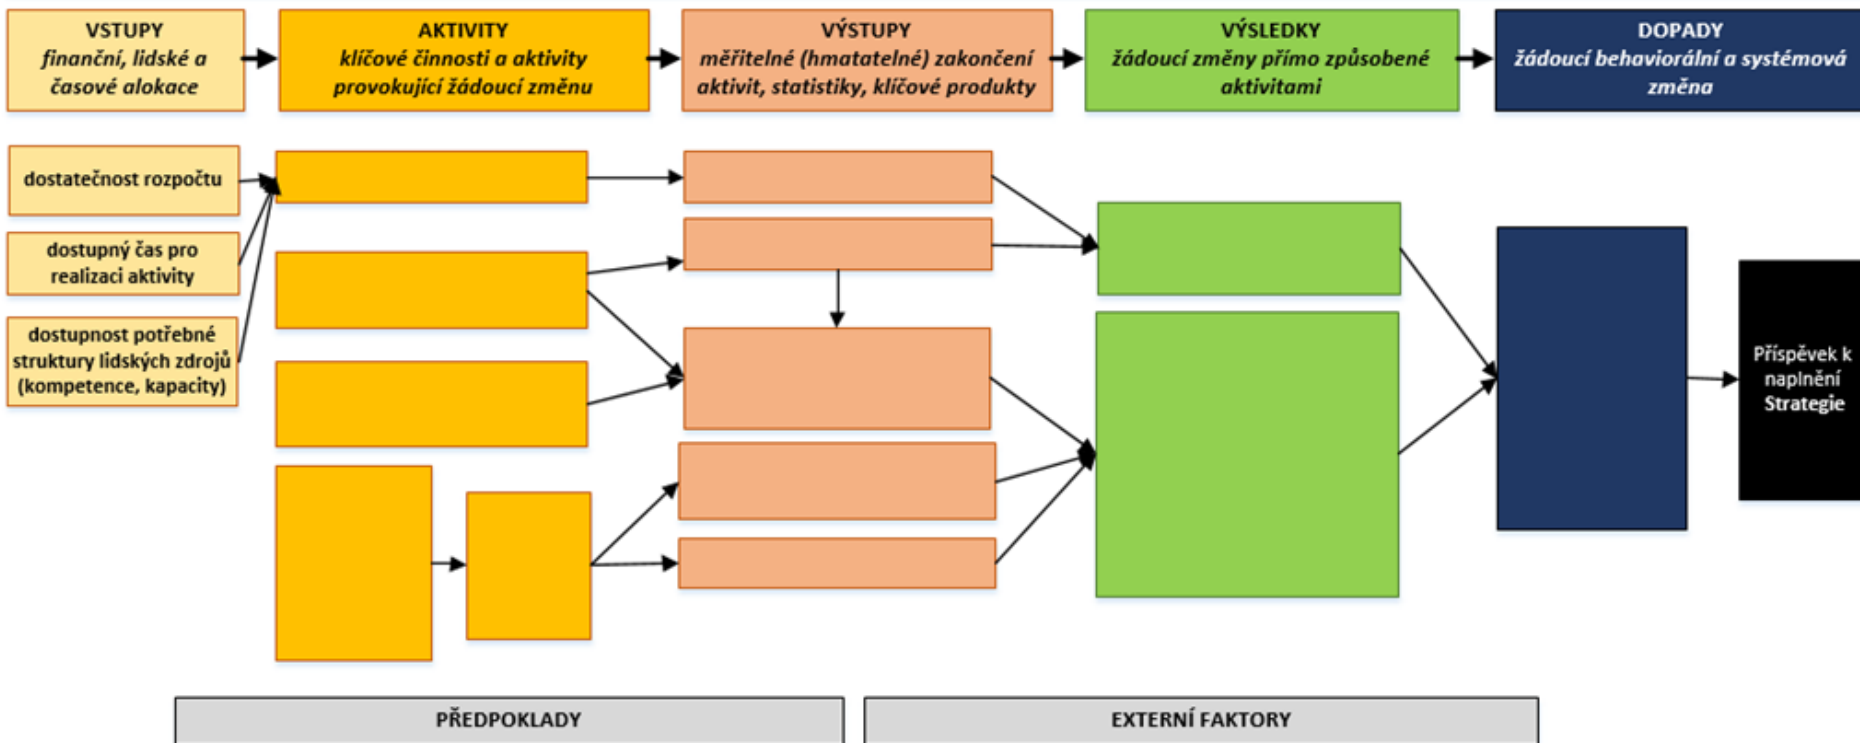 VSTUPY
finanční, lidské a
časové alokace
AKTIVITY
klíčové činnosti a aktivity
provokující žádoucí změnu
VÝSTUPY
měřitelné (hmatatelné) zakončení
aktivit, statistiky, klíčové produkty
VÝSLEDKY
žádoucí změny přímo způsobené
aktivitami
DOPADY
žádoucí behaviorální a systémová
změna
dostatečnost rozpočtu
dostupný čas pro
realizaci aktivity
dostupnost potřebné
struktury lidských zdrojů
(kompetence, kapacity)
Příspěvek k
naplnění
Strategie
PŘEDPOKLADY
EXTERNÍ FAKTORY